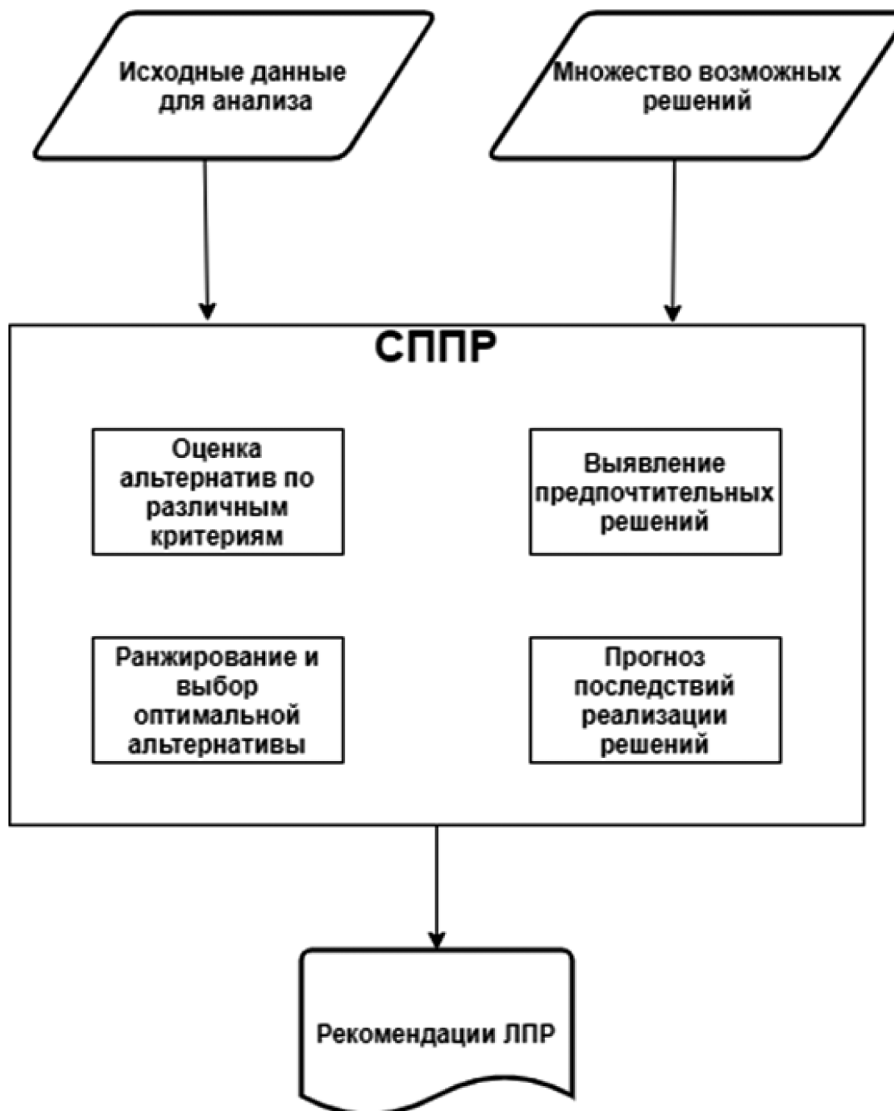 Исходные данные
для анализа
Множество возможных
решений
СППР
Оценка
альтернатив по
различным
критериям
Выявление
предпочтительных
решений
Ранжирование и
выбор
оптимальной
альтернативы
Прогноз
последствий
реализации
решений
Рекомендации ЛПР